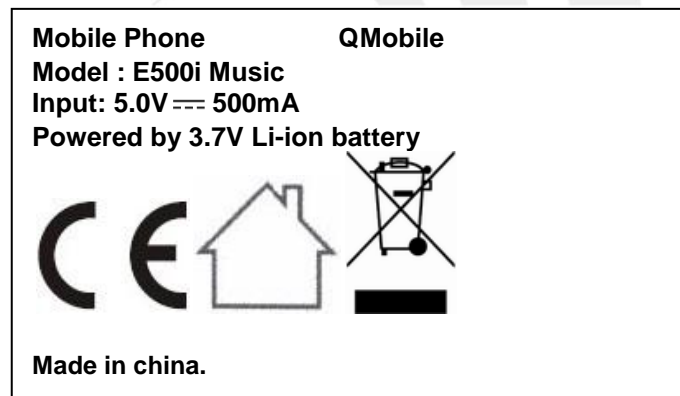 Mobile Phone QMobile
Model : E500i Music
Input: 5.0V ⎓ 500mA
Powered by 3.7V Li-ion battery
CE
Made in china.